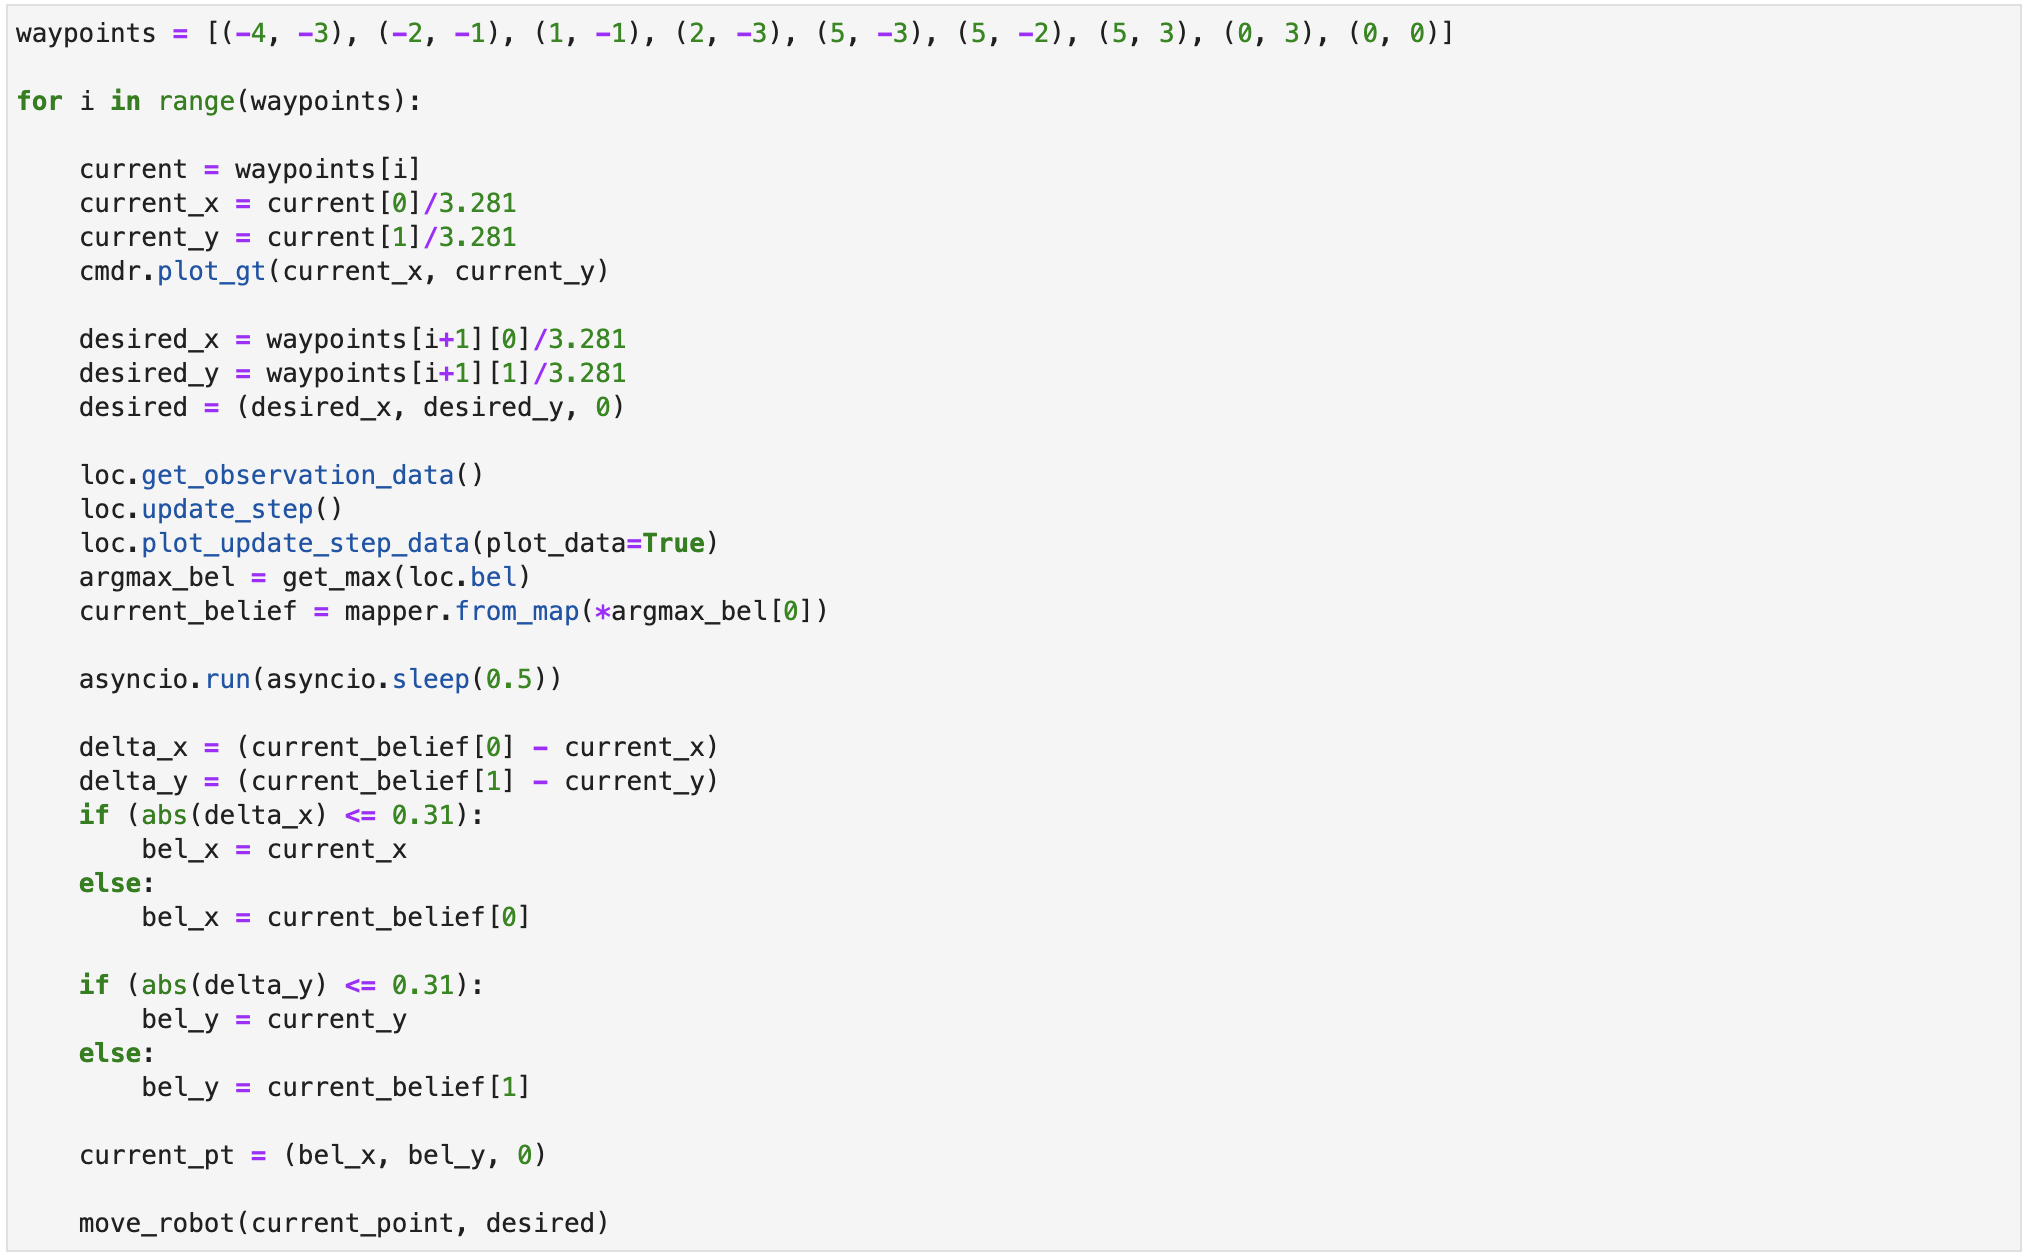 waypoints = [(-4, -3), (-2, -1), (1, -1), (2, -3), (5, -3), (5, -2), (5, 3), (0, 3), (0, 0)]

for i in range(waypoints):

    current = waypoints[i]
    current_x = current[0]/3.281
    current_y = current[1]/3.281
    cmdr.plot_gt(current_x, current_y)

    desired_x = waypoints[i+1][0]/3.281
    desired_y = waypoints[i+1][1]/3.281
    desired = (desired_x, desired_y, 0)

    loc.get_observation_data()
    loc.update_step()
    loc.plot_update_step_data(plot_data=True)
    argmax_bel = get_max(loc.bel)
    current_belief = mapper.from_map(*argmax_bel[0])

    asyncio.run(asyncio.sleep(0.5))

    delta_x = (current_belief[0] - current_x)
    delta_y = (current_belief[1] - current_y)
    if (abs(delta_x) <= 0.31):
        bel_x = current_x
    else:
        bel_x = current_belief[0]

    if (abs(delta_y) <= 0.31):
        bel_y = current_y
    else:
        bel_y = current_belief[1]

    current_pt = (bel_x, bel_y, 0)

    move_robot(current_point, desired)